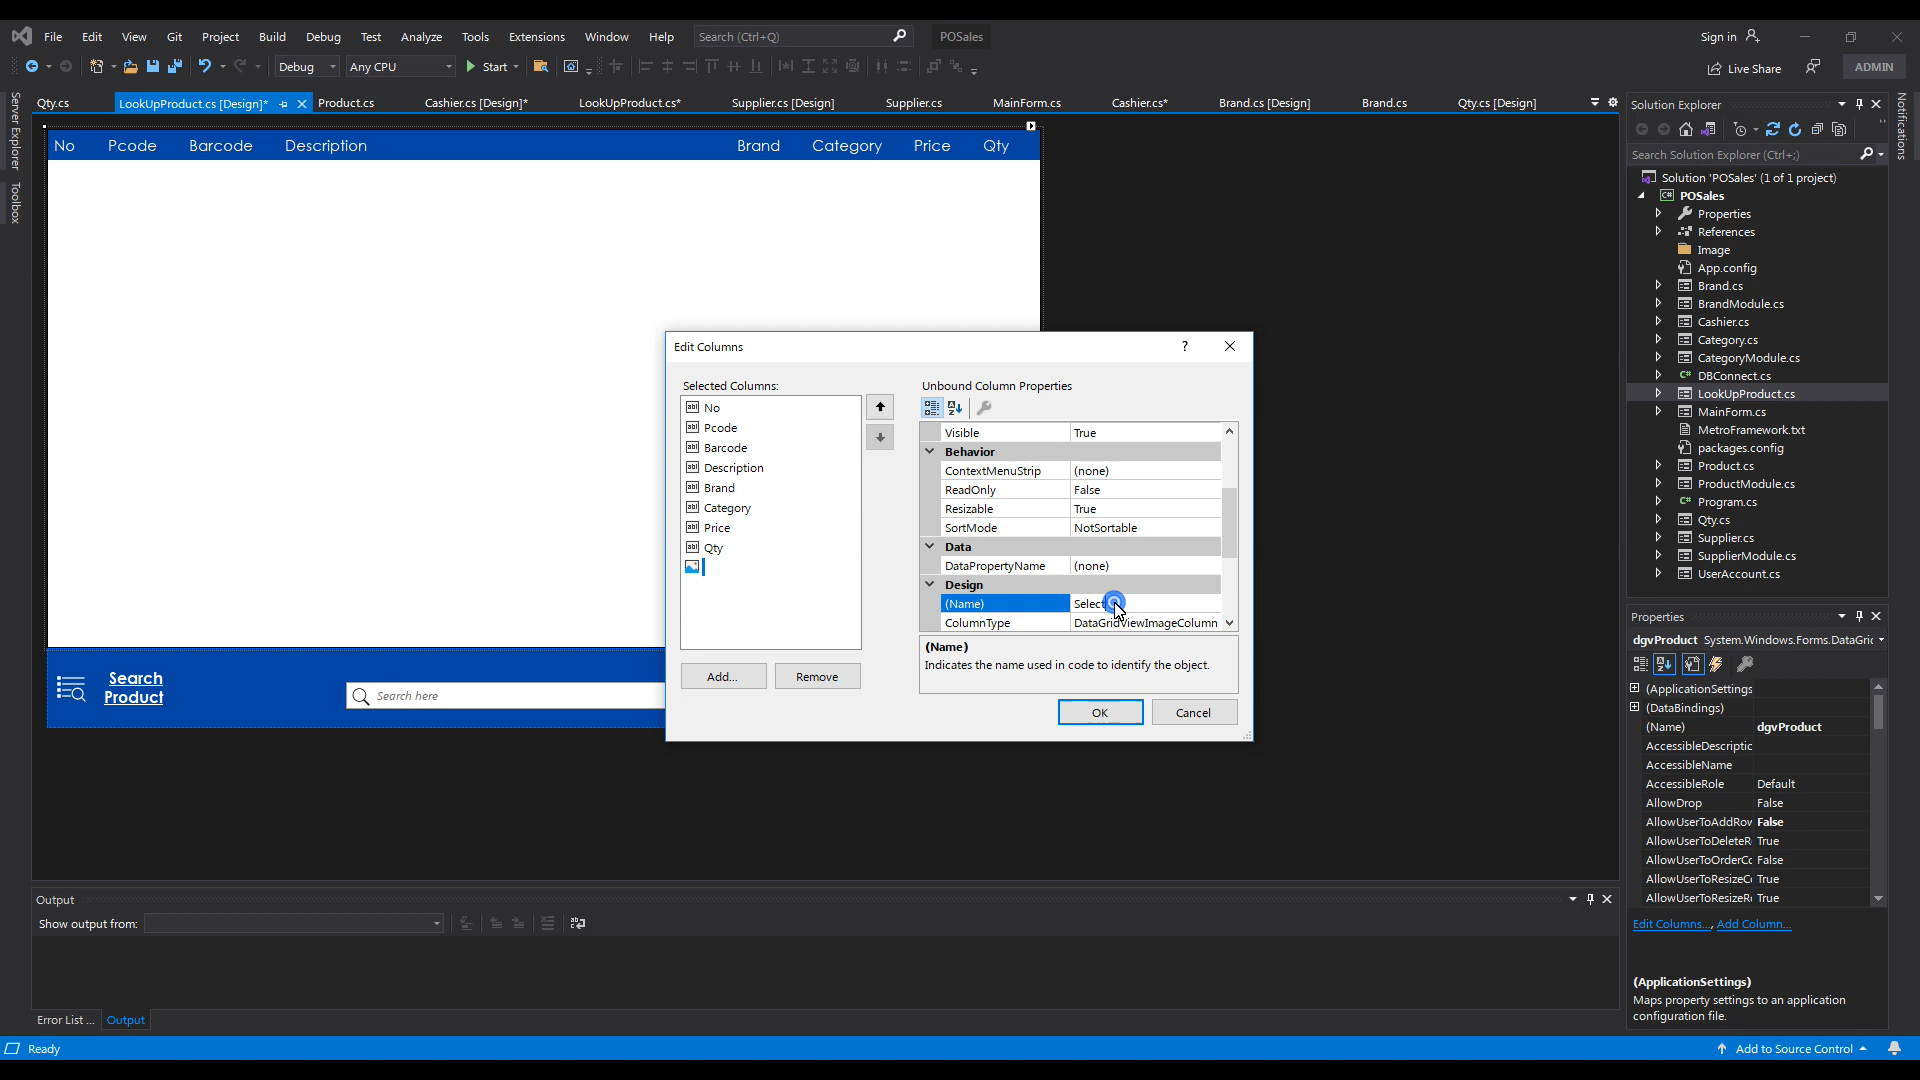 File Edit View Git Project Build Debug Test Analyze Tools Extensions Window Help Search (Ctrl+Q) POSales Sign in
Debug Any CPU Start Live Share ADMIN
Qty.cs LookUpProduct.cs [Design]* Product.cs Cashier.cs [Design]* LookUpProduct.cs* Supplier.cs [Design] Supplier.cs MainForm.cs Cashier.cs* Brand.cs [Design] Brand.cs Qty.cs [Design]
Server Explorer
Toolbox
No Pcode Barcode Description Brand Category Price Qty
Search
Product
Search here
Edit Columns ?
Selected Columns:
No
Pcode
Barcode
Description
Brand
Category
Price
Qty
Add...
Remove
Unbound Column Properties
Visible True
Behavior
ContextMenuStrip (none)
ReadOnly False
Resizable True
SortMode NotSortable
Data
DataPropertyName (none)
Design
(Name) Select
ColumnType DataGridViewImageColumn
(Name)
Indicates the name used in code to identify the object.
OK Cancel
Solution Explorer
Search Solution Explorer (Ctrl+;)
Solution 'POSales' (1 of 1 project)
C# POSales
Properties
References
Image
App.config
Brand.cs
BrandModule.cs
Cashier.cs
Category.cs
CategoryModule.cs
C# DBConnect.cs
LookUpProduct.cs
MainForm.cs
MetroFramework.txt
packages.config
Product.cs
ProductModule.cs
C# Program.cs
Qty.cs
Supplier.cs
SupplierModule.cs
UserAccount.cs
Notifications
Properties
dgvProduct System.Windows.Forms.DataGric
(ApplicationSettings
(DataBindings)
(Name) dgvProduct
AccessibleDescriptic
AccessibleName
AccessibleRole Default
AllowDrop False
AllowUserToAddRow False
AllowUserToDeleteR True
AllowUserToOrderCc False
AllowUserToResizeC True
AllowUserToResizeR True
Edit Columns..., Add Column...
(ApplicationSettings)
Maps property settings to an application
configuration file.
Output
Show output from:
Error List ... Output
Ready Add to Source Control